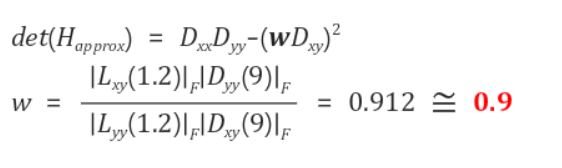 det(H_approx) = D_xx D_yy–(wD_xy)²
w = |L_xy(1.2)|_F|D_yy(9)|_F / |L_yy(1.2)|_F|D_xy(9)|_F = 0.912 ≅ 0.9